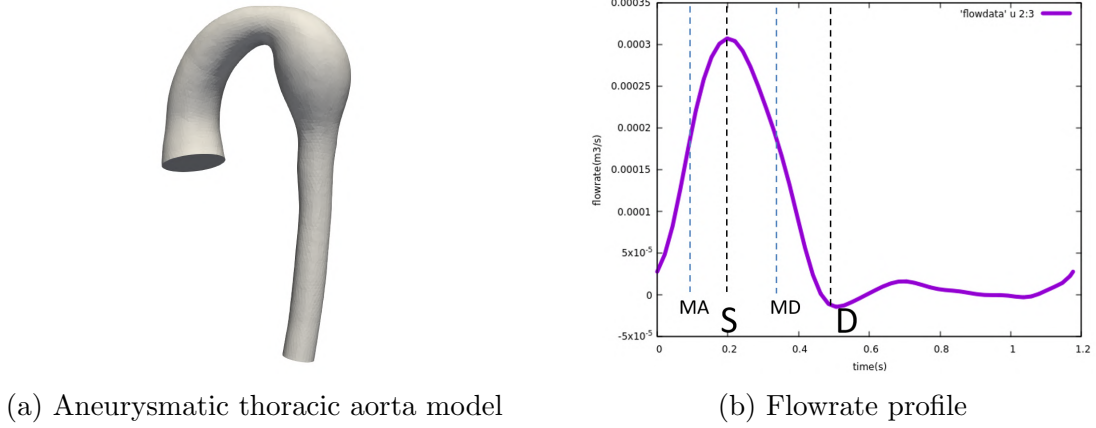 0.00035
'flowdata' u 2:3
0.0003
0.00025
0.0002
0.00015
0.0001
5x10⁻⁵
0
-5x10⁻⁵
flowrate(m3/s)
MA
S
MD
D
0 0.2 0.4 0.6 0.8 1 1.2
time(s)
(a) Aneurysmatic thoracic aorta model
(b) Flowrate profile